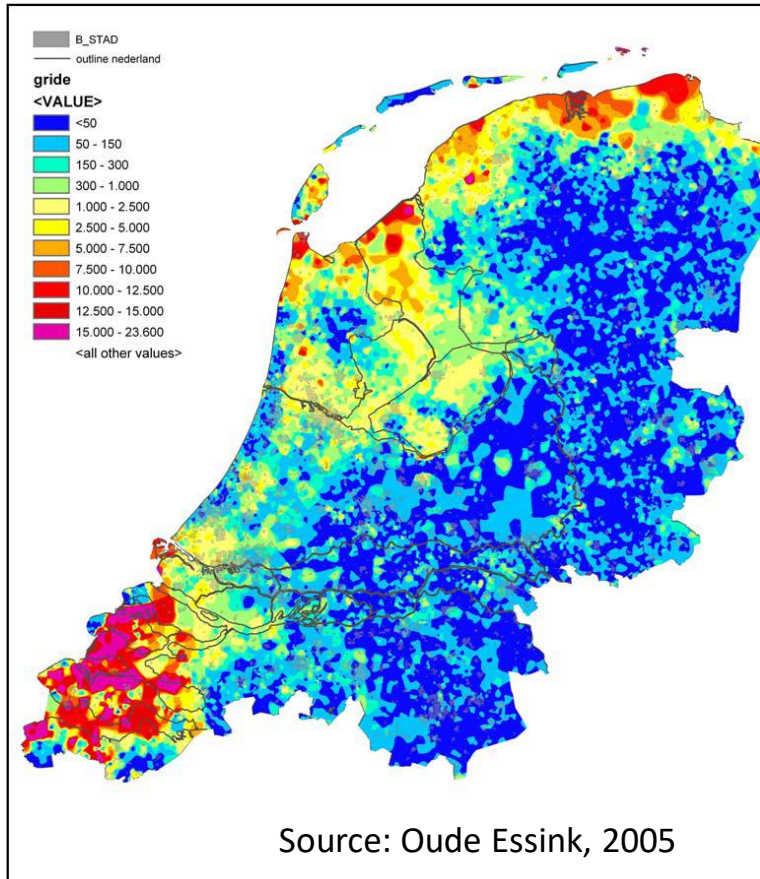 B_STAD
outline nederland
gride
<VALUE>
<50
50 - 150
150 - 300
300 - 1.000
1.000 - 2.500
2.500 - 5.000
5.000 - 7.500
7.500 - 10.000
10.000 - 12.500
12.500 - 15.000
15.000 - 23.600
<all other values>
Source: Oude Essink, 2005